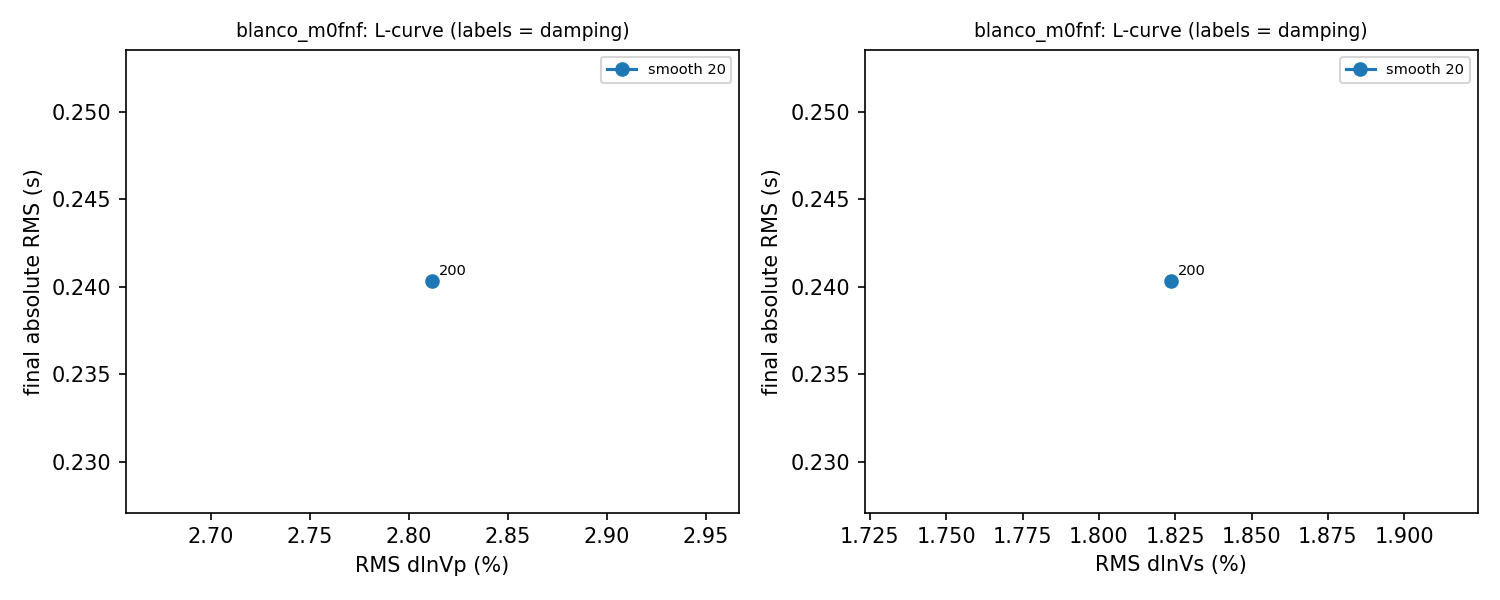 blanco_m0fnf: L-curve (labels = damping)
smooth 20
0.250
0.245
0.240
0.235
0.230
200
2.70 2.75 2.80 2.85 2.90 2.95
RMS dlnVp (%)
final absolute RMS (s)
blanco_m0fnf: L-curve (labels = damping)
smooth 20
0.250
0.245
0.240
0.235
0.230
200
1.725 1.750 1.775 1.800 1.825 1.850 1.875 1.900
RMS dlnVs (%)
final absolute RMS (s)